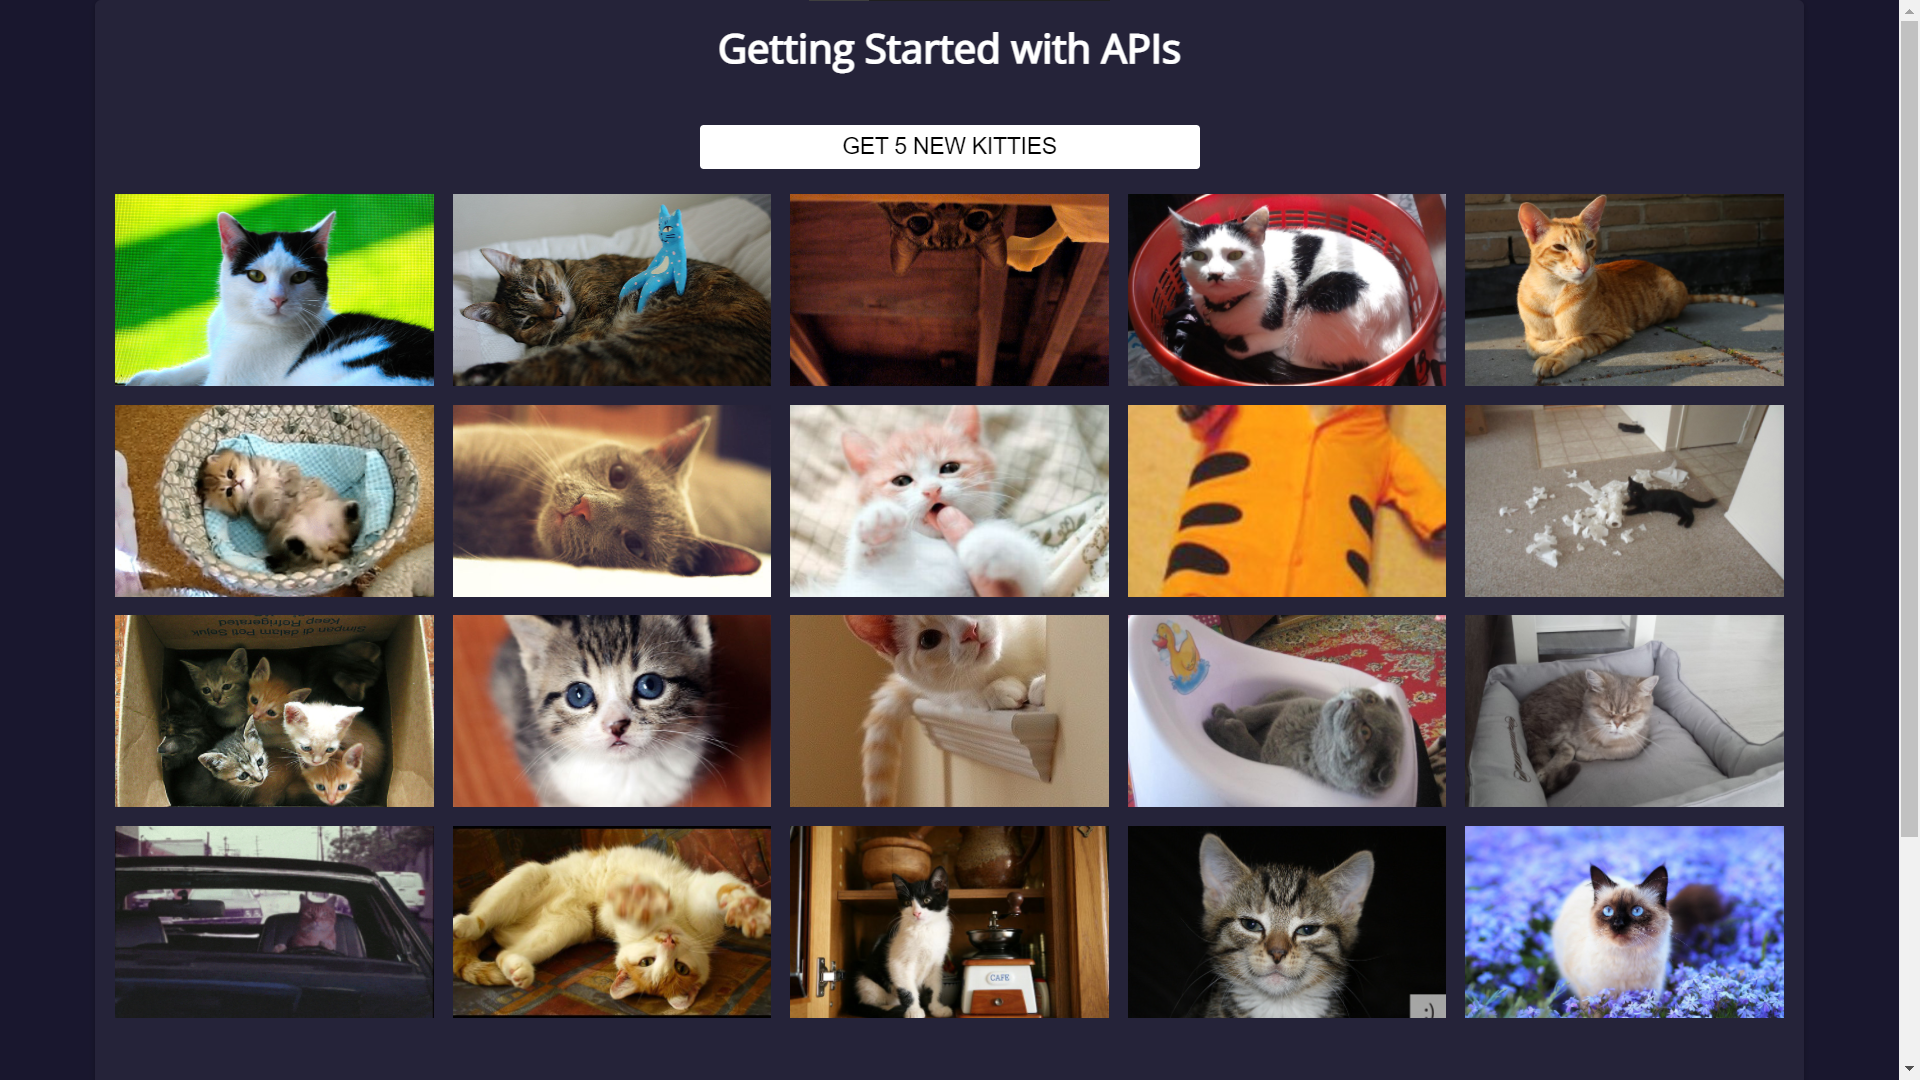 Getting Started with APIs
GET 5 NEW KITTIES
Keep Refrigerated
Simpan di dalam Peti Sejuk
CAFE
:)